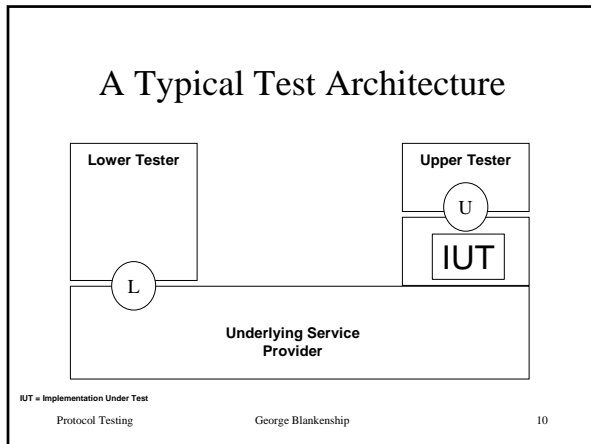 A Typical Test Architecture
Lower Tester
Upper Tester
U
IUT
L
Underlying Service
Provider
IUT = Implementation Under Test
Protocol Testing
George Blankenship
10